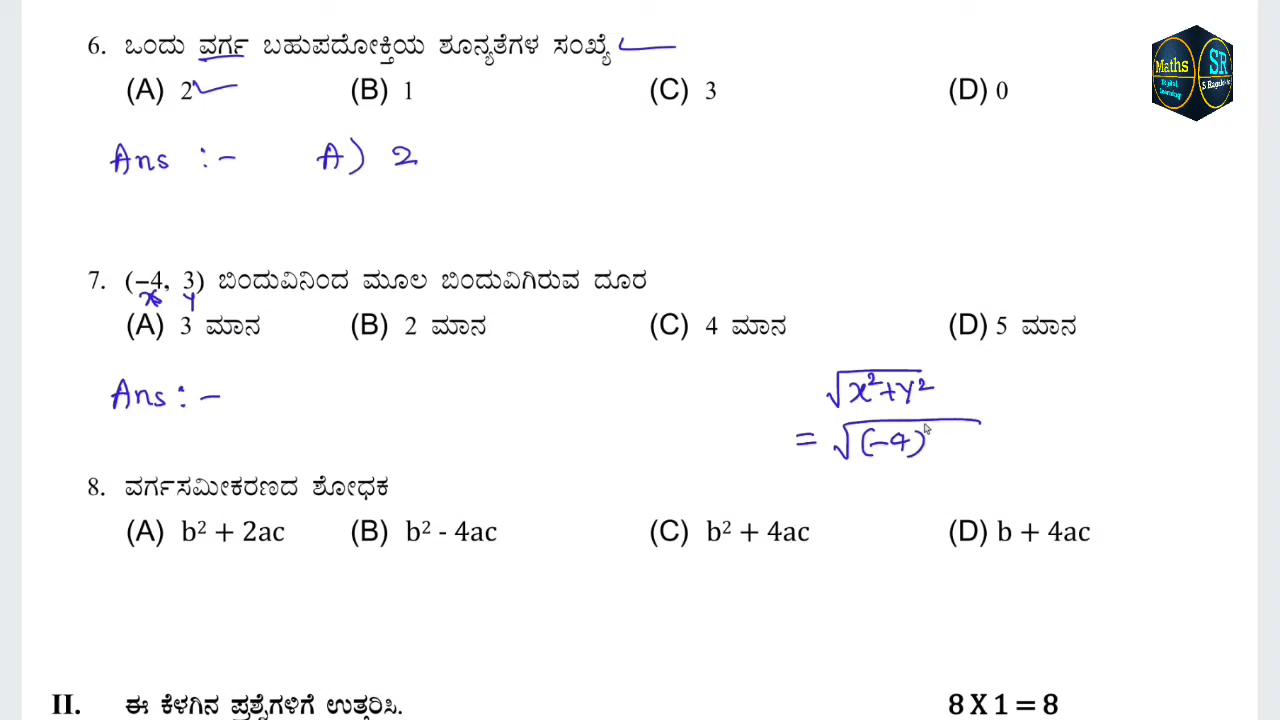 6. ಒಂದು ವರ್ಗ ಬಹುಪದೋಕ್ತಿಯ ಶೂನ್ಯತೆಗಳ ಸಂಖ್ಯೆ
(A) 2 (B) 1 (C) 3 (D) 0
Ans :- A) 2
7. (–4, 3) ಬಿಂದುವಿನಿಂದ ಮೂಲ ಬಿಂದುವಿಗಿರುವ ದೂರ
x y
(A) 3 ಮಾನ (B) 2 ಮಾನ (C) 4 ಮಾನ (D) 5 ಮಾನ
Ans :-
√x²+y²
= √(-4)
8. ವರ್ಗಸಮೀಕರಣದ ಶೋಧಕ
(A) b² + 2ac (B) b² - 4ac (C) b² + 4ac (D) b + 4ac
II. ಈ ಕೆಳಗಿನ ಪ್ರಶ್ನೆಗಳಿಗೆ ಉತ್ತರಿಸಿ. 8 X 1 = 8
Maths SR